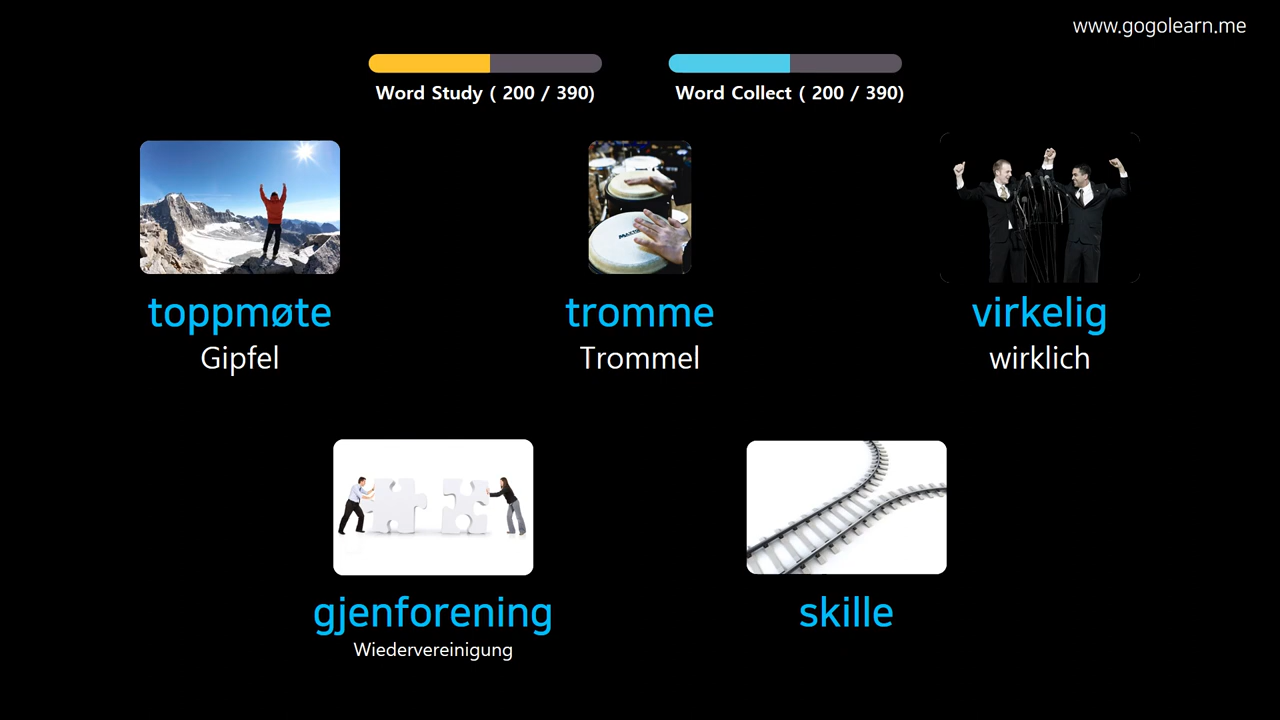 www.gogolearn.me
Word Study ( 200 / 390)
Word Collect ( 200 / 390)
toppmøte
Gipfel
tromme
Trommel
virkelig
wirklich
gjenforening
Wiedervereinigung
skille